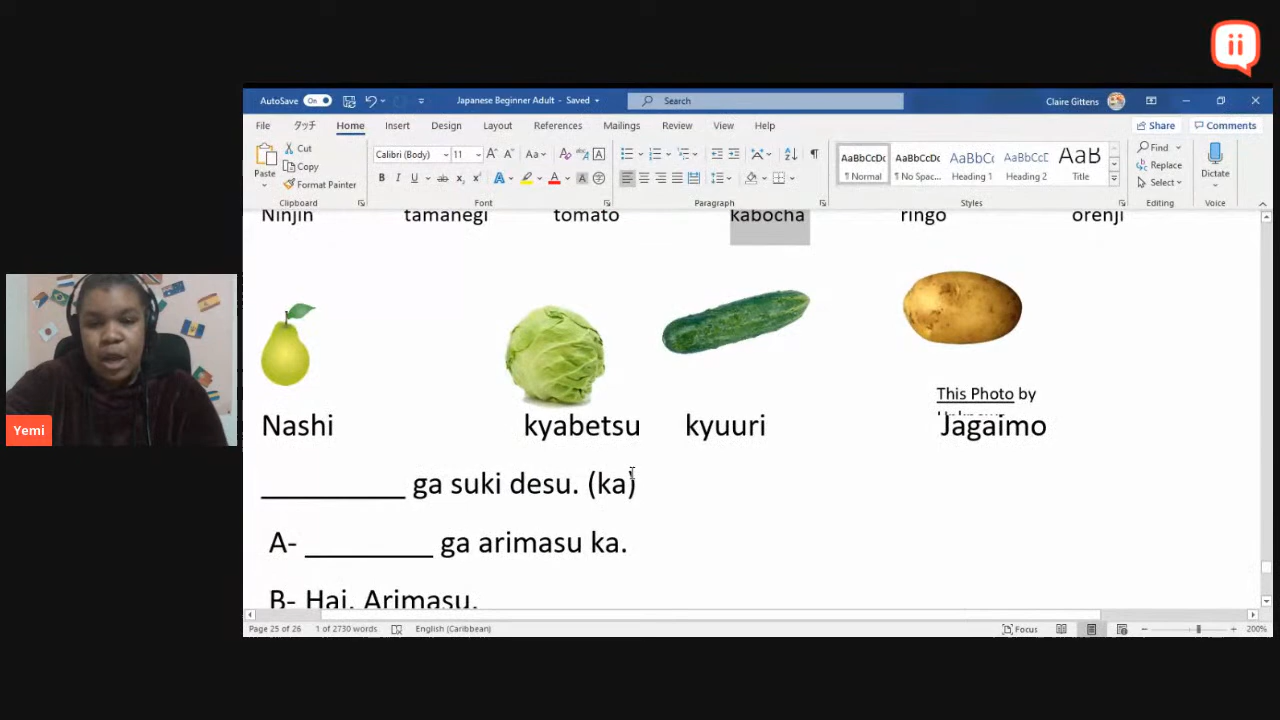 AutoSave On Japanese Beginner Adult - Saved Search Claire Gittens
File タッチ Home Insert Design Layout References Mailings Review View Help Share Comments
Paste Cut Copy Format Painter
Calibri (Body) 11
AaBbCcDc AaBbCcDc AaBbCc AaBbCcD AaB
¶ Normal ¶ No Spac... Heading 1 Heading 2 Title
Find Replace Select Dictate
Clipboard Font Paragraph Styles Editing Voice
Ninjin tamanegi tomato kabocha ringo orenji
This Photo by
Nashi kyabetsu kyuuri Jagaimo
__________ ga suki desu. (ka)
A- _________ ga arimasu ka.
B- Hai. Arimasu.
Yemi
Page 25 of 26 1 of 2730 words English (Caribbean) Focus 200%